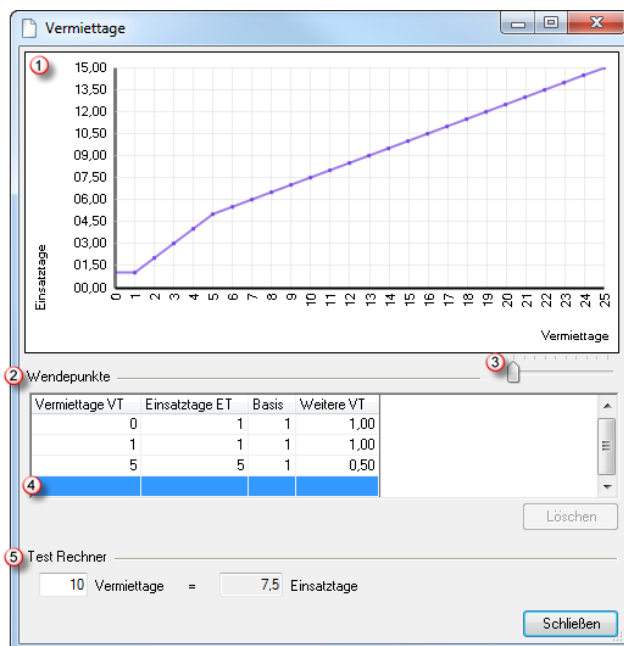 Vermiettage
1
15,00
13,50
12,00
10,50
09,00
07,50
06,00
04,50
03,00
01,50
00,00
Einsatztage
0 1 2 3 4 5 6 7 8 9 10 11 12 13 14 15 16 17 18 19 20 21 22 23 24 25
Vermiettage
3
2 Wendepunkte
Vermiettage VT Einsatztage ET Basis Weitere VT
0 1 1 1,00
1 1 1 1,00
5 5 1 0,50
4
Löschen
5 Test Rechner
10 Vermiettage = 7,5 Einsatztage
Schließen